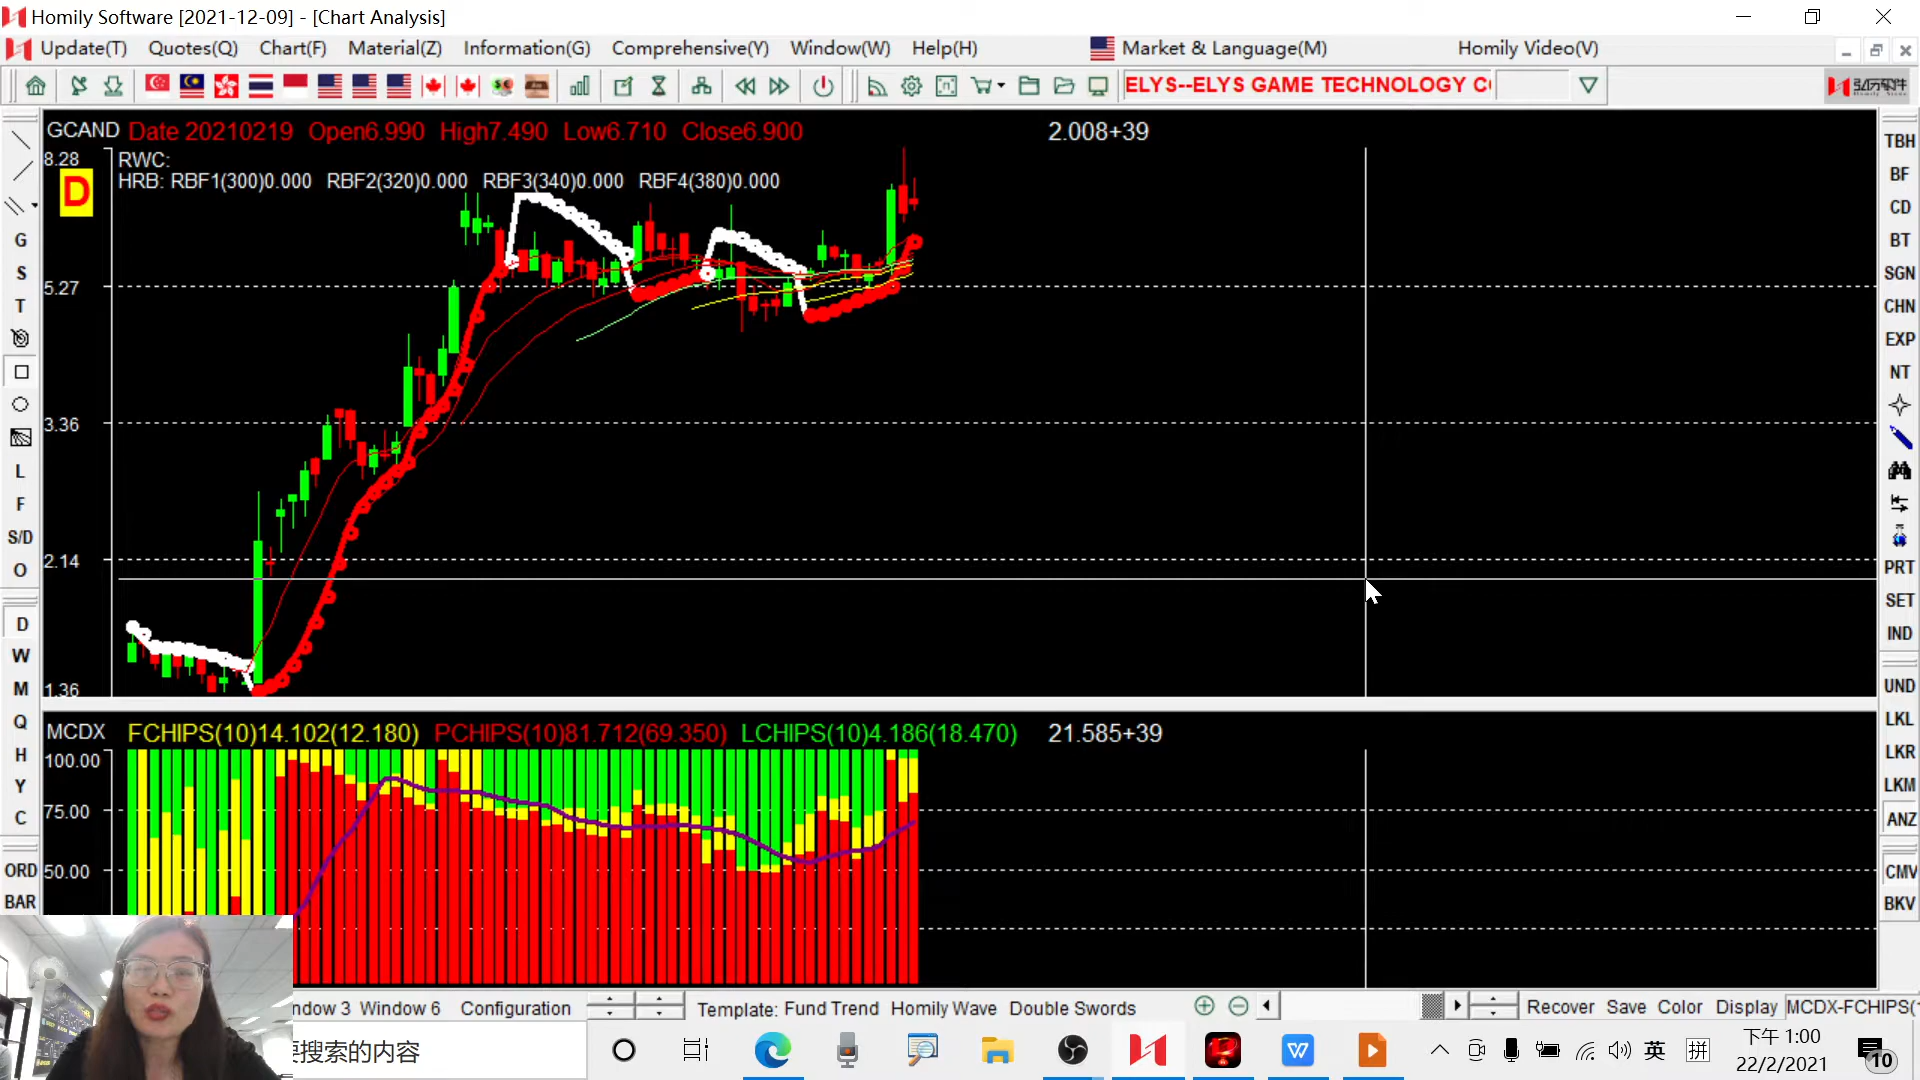 Homily Software [2021-12-09] - [Chart Analysis]
Update(T) Quotes(Q) Chart(F) Material(Z) Information(G) Comprehensive(Y) Window(W) Help(H) Market & Language(M) Homily Video(V)
ELYS--ELYS GAME TECHNOLOGY C
弘历软件
GCAND Date 20210219 Open6.990 High7.490 Low6.710 Close6.900 2.008+39
8.28 RWC:
D HRB: RBF1(300)0.000 RBF2(320)0.000 RBF3(340)0.000 RBF4(380)0.000
5.27
3.36
2.14
1.36
MCDX FCHIPS(10)14.102(12.180) PCHIPS(10)81.712(69.350) LCHIPS(10)4.186(18.470) 21.585+39
100.00
75.00
50.00
G
S
T
L
F
S/D
O
D
W
M
Q
H
Y
C
ORD
BAR
TBH
BF
CD
BT
SGN
CHN
EXP
NT
PRT
SET
IND
UND
LKL
LKR
LKM
ANZ
CMV
BKV
ndow 3 Window 6 Configuration Template: Fund Trend Homily Wave Double Swords Recover Save Color Display MCDX-FCHIPS(
要搜索的内容
英 拼
下午 1:00
22/2/2021
10